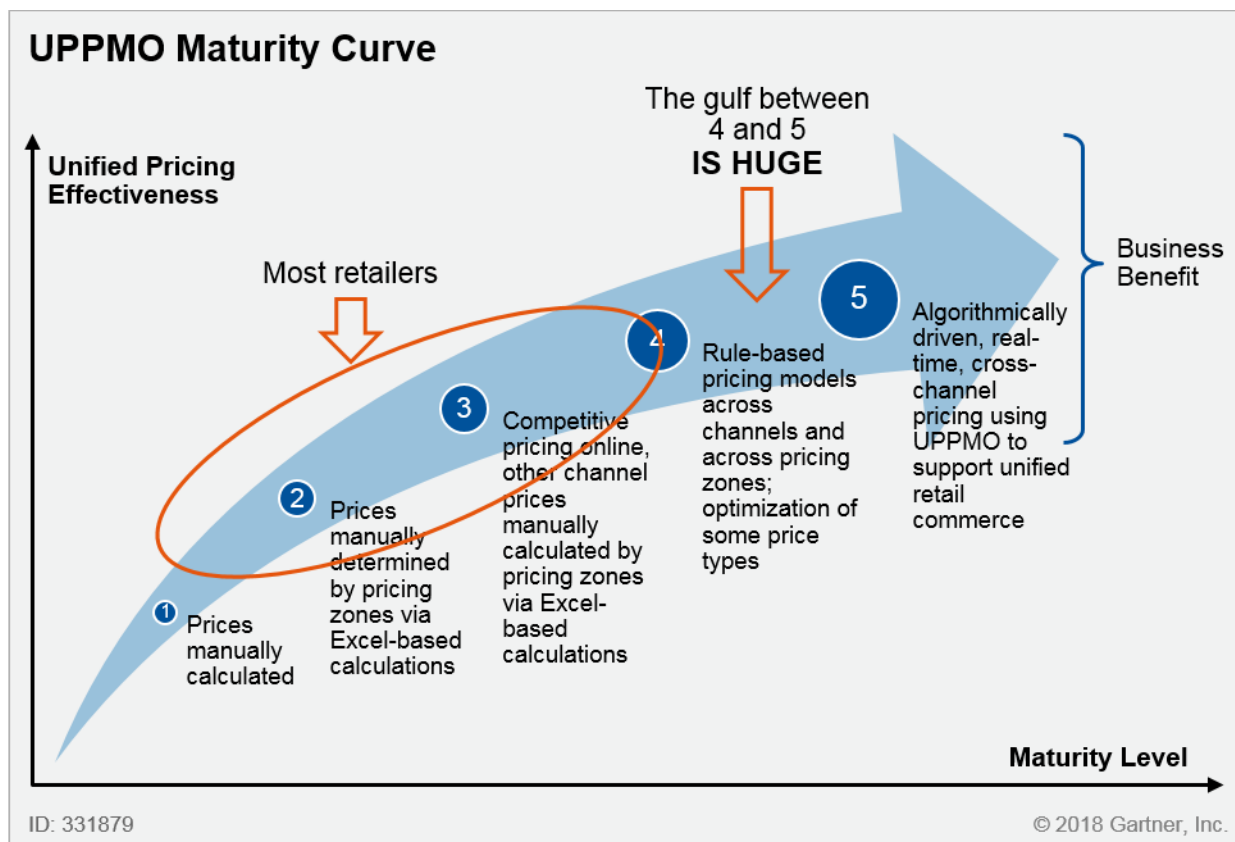 UPPMO Maturity Curve
The gulf between
4 and 5
IS HUGE
Unified Pricing
Effectiveness
Most retailers
Business
Benefit
1
Prices
manually
calculated
2
Prices
manually
determined
by pricing
zones via
Excel-based
calculations
3
Competitive
pricing online,
other channel
prices
manually
calculated by
pricing zones
via Excel-
based
calculations
4
Rule-based
pricing models
across
channels and
across pricing
zones;
optimization of
some price
types
5
Algorithmically
driven, real-
time, cross-
channel
pricing using
UPPMO to
support unified
retail
commerce
Maturity Level
ID: 331879
© 2018 Gartner, Inc.